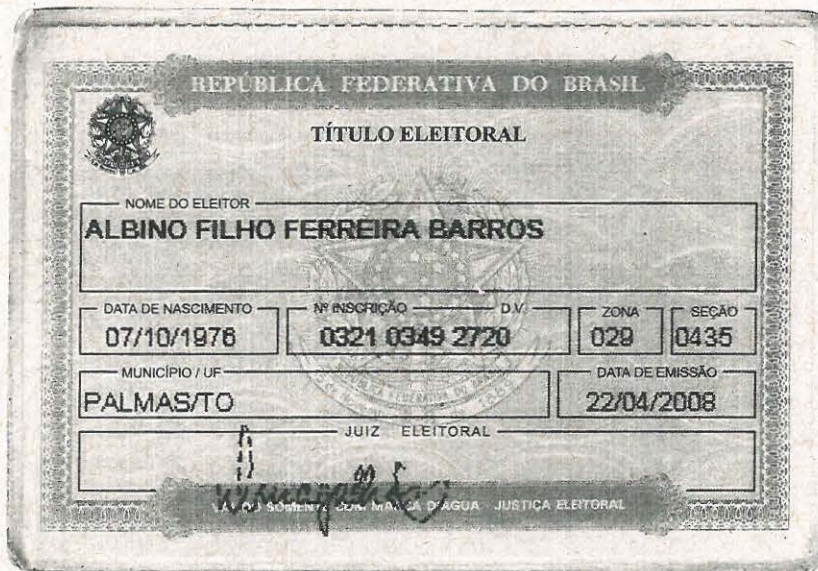 REPÚBLICA FEDERATIVA DO BRASIL
TÍTULO ELEITORAL
NOME DO ELEITOR
ALBINO FILHO FERREIRA BARROS
DATA DE NASCIMENTO Nº INSCRIÇÃO D.V. ZONA SEÇÃO
07/10/1976 0321 0349 2720 029 0435
MUNICÍPIO / UF DATA DE EMISSÃO
PALMAS/TO 22/04/2008
JUIZ ELEITORAL
SOMENTE COM MARCA D'ÁGUA JUSTIÇA ELEITORAL